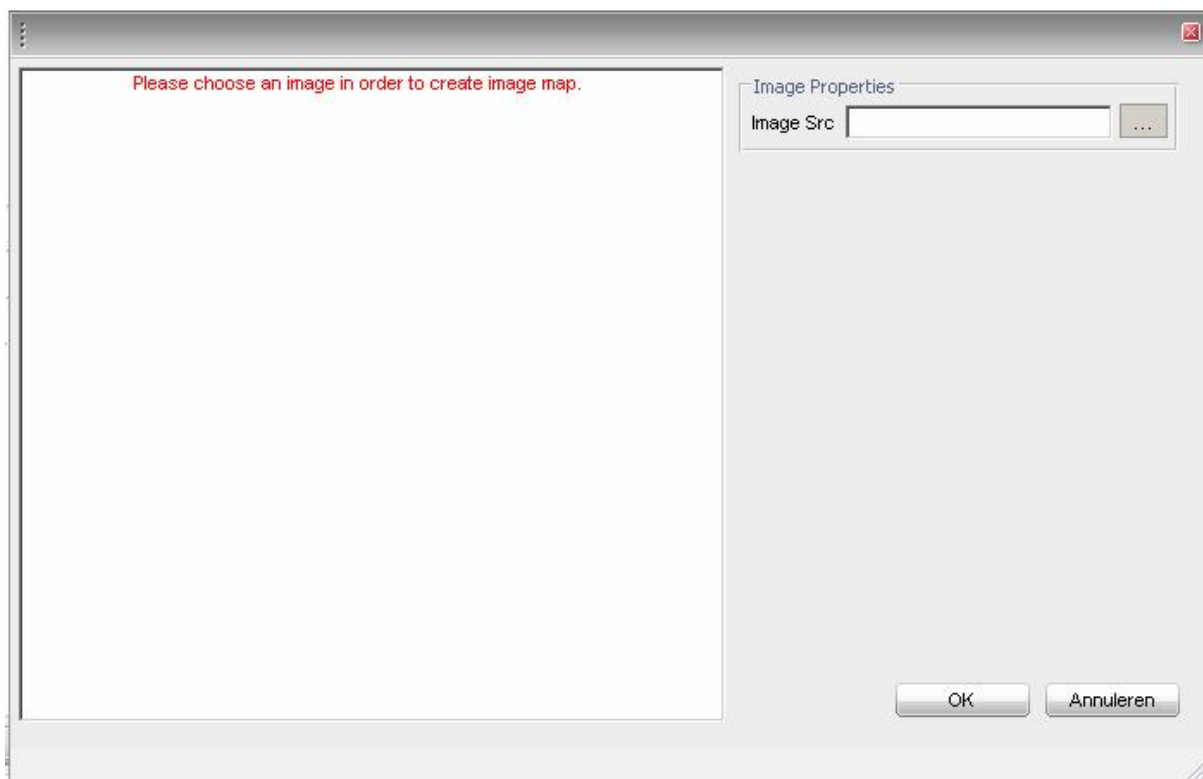 Please choose an image in order to create image map.
Image Properties
Image Src
...
OK
Annuleren